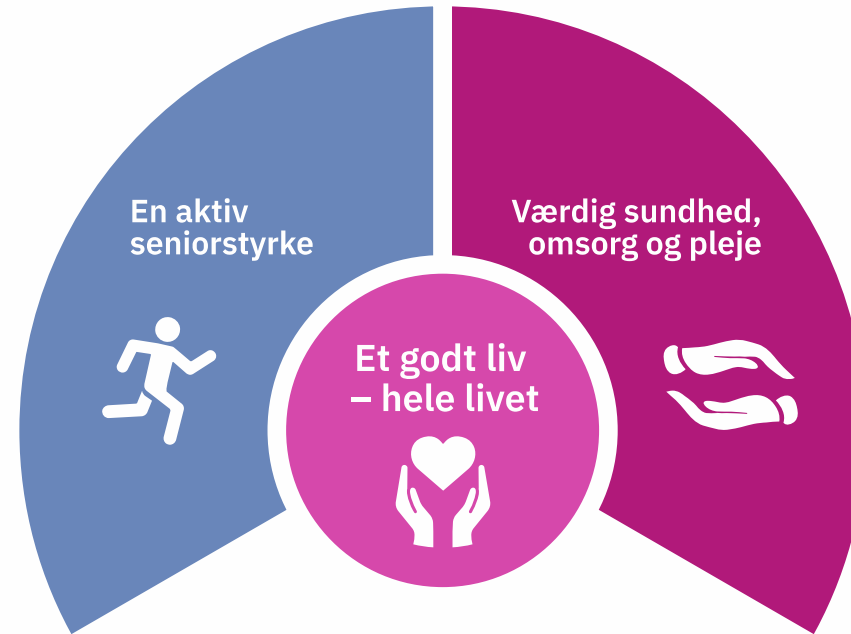 En aktiv
seniorstyrke
Værdig sundhed,
omsorg og pleje
Et godt liv
– hele livet